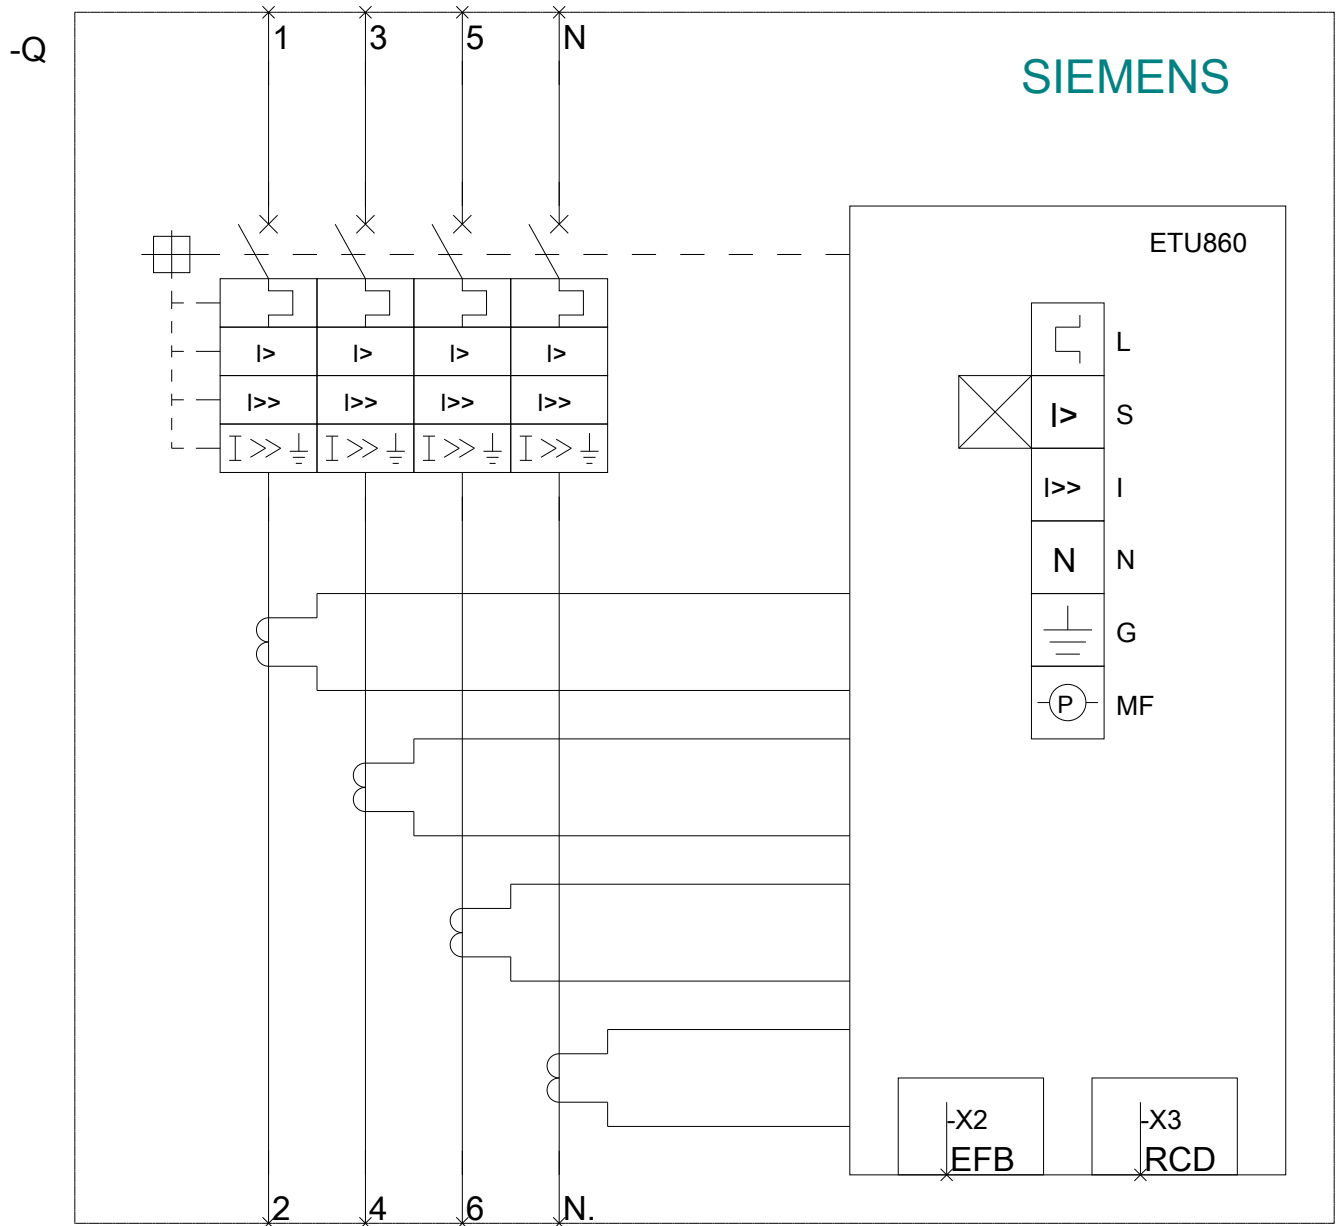 1 3 5 N
-Q
SIEMENS
ETU860
L
I> I> I> I>
I>> I>> I>> I>>
I> S
I >> I >> I >> I >>
I>> I
N N
G
P MF
-X2 -X3
EFB RCD
2 4 6 N.